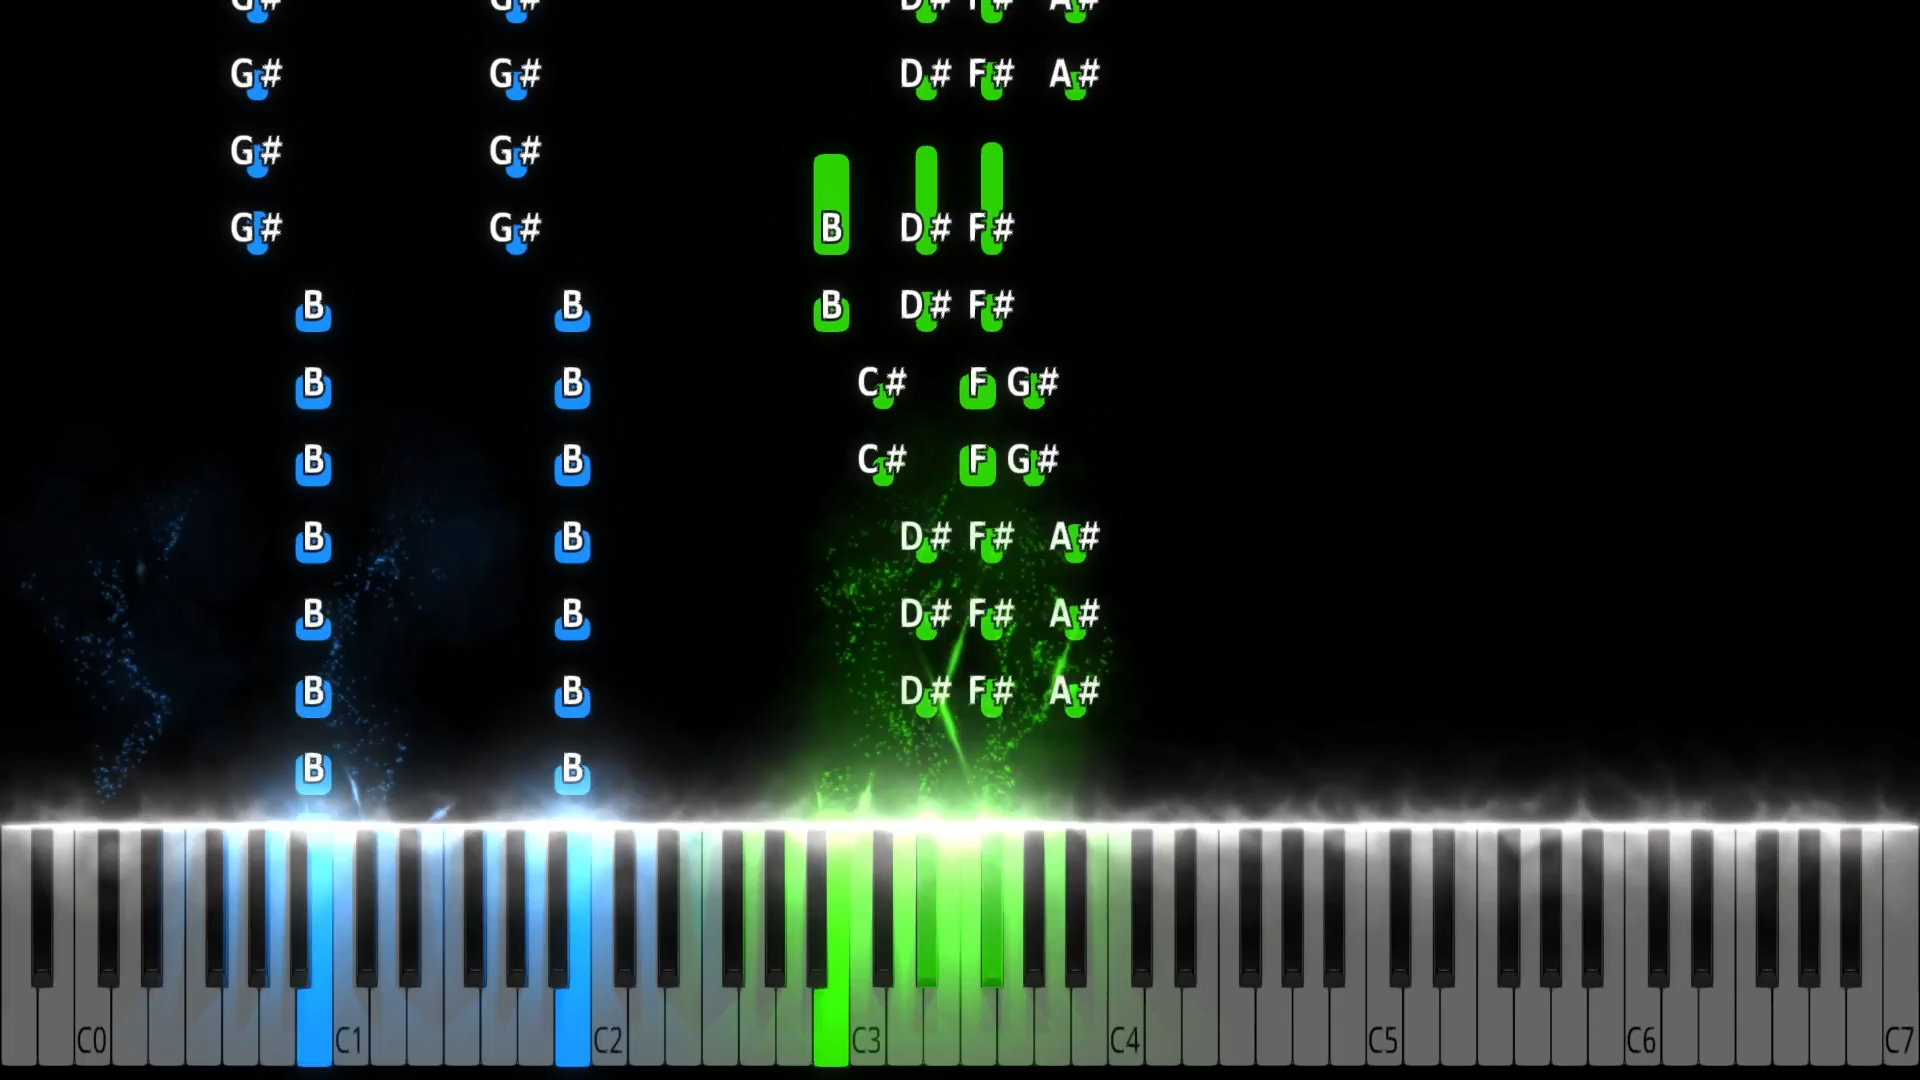 G# G# D# F# A#
G# G# D# F# A#
G# G#
G# G# B D# F#
B B B D# F#
B B C# F G#
B B C# F G#
B B D# F# A#
B B D# F# A#
B B D# F# A#
B B
C0 C1 C2 C3 C4 C5 C6 C7